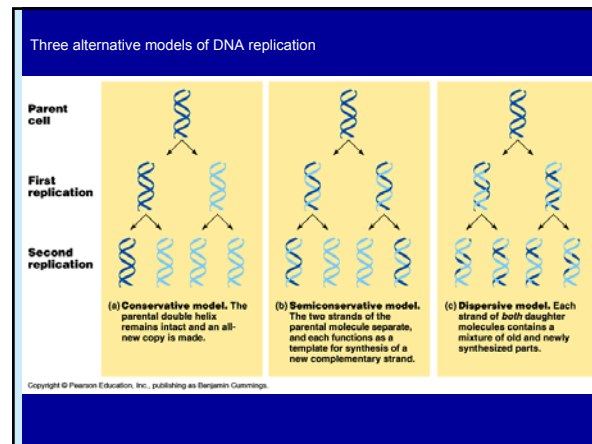 Three alternative models of DNA replication
Parent
cell
First
replication
Second
replication
(a) Conservative model. The
parental double helix
remains intact and an all-
new copy is made.
(b) Semiconservative model.
The two strands of the
parental molecule separate,
and each functions as a
template for synthesis of a
new complementary strand.
(c) Dispersive model. Each
strand of both daughter
molecules contains a
mixture of old and newly
synthesized parts.
Copyright © Pearson Education, Inc., publishing as Benjamin Cummings.